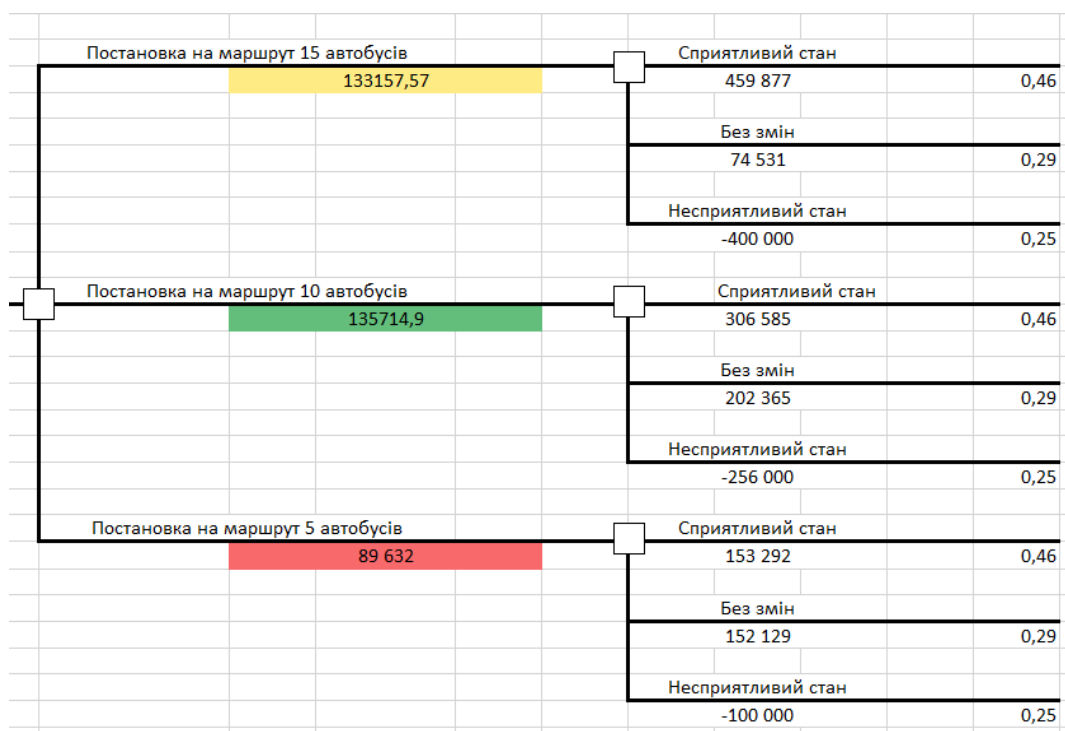 Постановка на маршрут 15 автобусів Сприятливий стан
133157,57 459 877 0,46
Без змін
74 531 0,29
Несприятливий стан
-400 000 0,25
Постановка на маршрут 10 автобусів Сприятливий стан
135714,9 306 585 0,46
Без змін
202 365 0,29
Несприятливий стан
-256 000 0,25
Постановка на маршрут 5 автобусів Сприятливий стан
89 632 153 292 0,46
Без змін
152 129 0,29
Несприятливий стан
-100 000 0,25